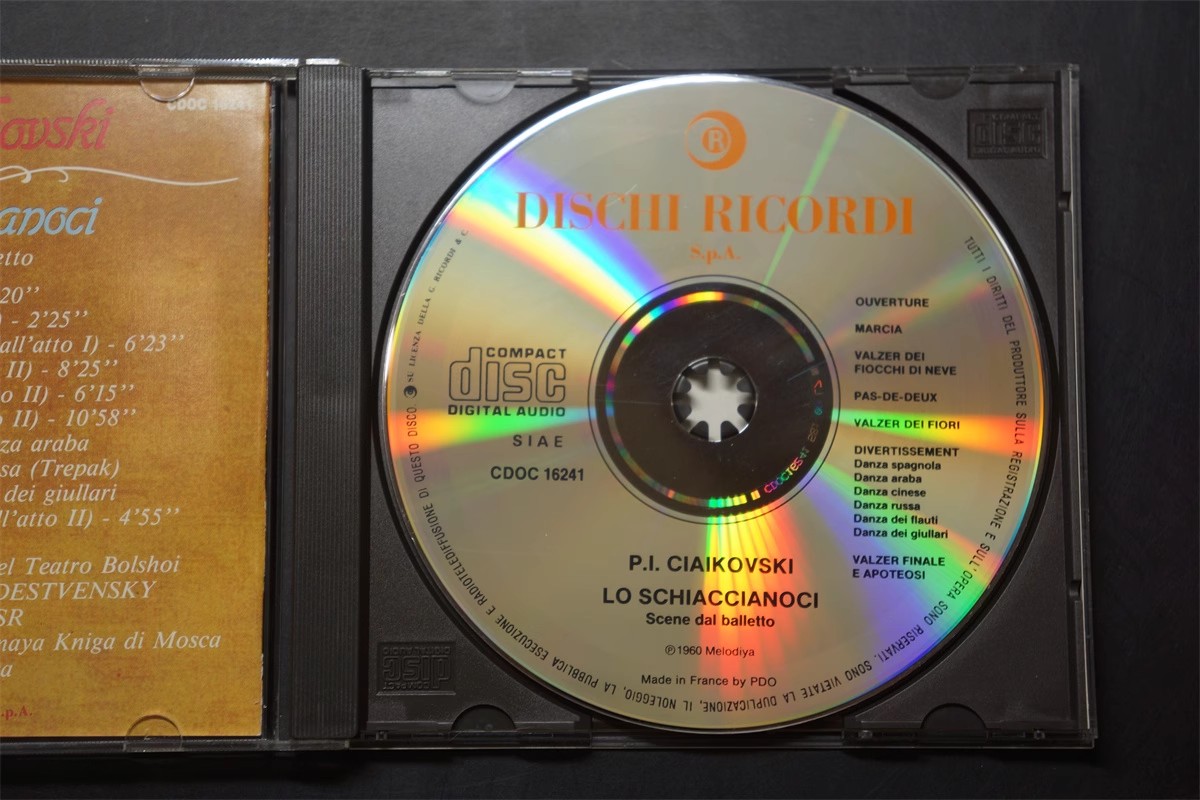 CDOC 16241
ovski
anoci
etto
20’’
) - 2’25’’
all’atto I) - 6’23’’
II) - 8’25’’
o II) - 6’15’’
o II) - 10’58’’
za araba
sa (Trepak)
dei giullari
ll’atto II) - 4’55’’
el Teatro Bolshoi
DESTVENSKY
SR
maya Kniga di Mosca
a
.p.A.
R
DISCHI RICORDI
S.p.A.
COMPACT
disc
DIGITAL AUDIO
SIAE
CDOC 16241
OUVERTURE
MARCIA
VALZER DEI
FIOCCHI DI NEVE
PAS-DE-DEUX
VALZER DEI FIORI
DIVERTISSEMENT
Danza spagnola
Danza araba
Danza cinese
Danza russa
Danza dei flauti
Danza dei giullari
VALZER FINALE
E APOTEOSI
P.I. CIAIKOVSKI
LO SCHIACCIANOCI
Scene dal balletto
℗1960 Melodiya
Made in France by PDO
TUTTI I DIRITTI DEL PRODUTTORE SULLA REGISTRAZIONE E SULL'OPERA SONO RISERVATI. SONO VIETATE LA DUPLICAZIONE, IL NOLEGGIO, LA PUBBLICA ESECUZIONE E RADIOTELEDIFFUSIONE DI QUESTO DISCO.
SU LICENZA DELLA G. RICORDI & C.
COMPACT
disc